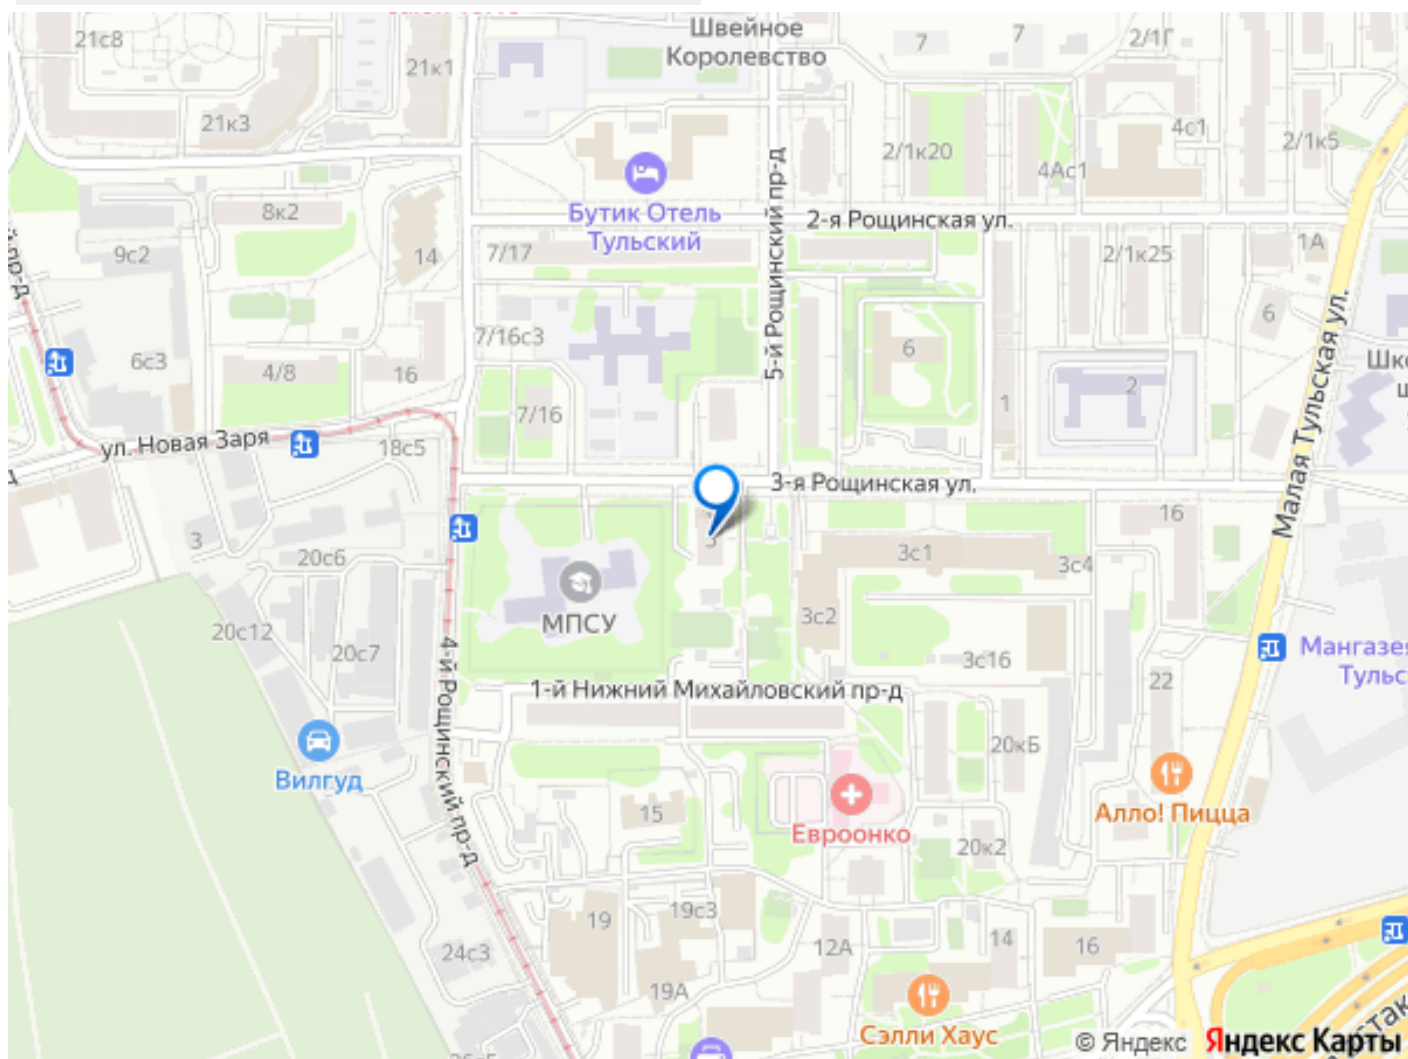 Швейное
Королевство
21с8
7
7
2/1Г
21к1
21к3
4с1
2/1к5
2/1к20
4Ас1
8к2
Бутик Отель
Тульский
5-й Рощинский пр-д
2-я Рощинская ул.
9с2
14
7/17
2/1к25
1А
й пр-д
6
7/16с3
6
6с3
4/8
16
Малая Тульская ул.
2
7/16
1
ул. Новая Заря
18с5
3-я Рощинская ул.
16
3
20с6
3
3с1
3с4
МПСУ
3с2
20с12
20с7
4-й Рощинский пр-д
3с16
1-й Нижний Михайловский пр-д
22
20кБ
Вилгуд
15
Евроонко
Алло! Пицца
20к2
19с3
19
12А
14
16
24с3
19А
Сэлли Хаус
© Яндекс
Яндекс Карты